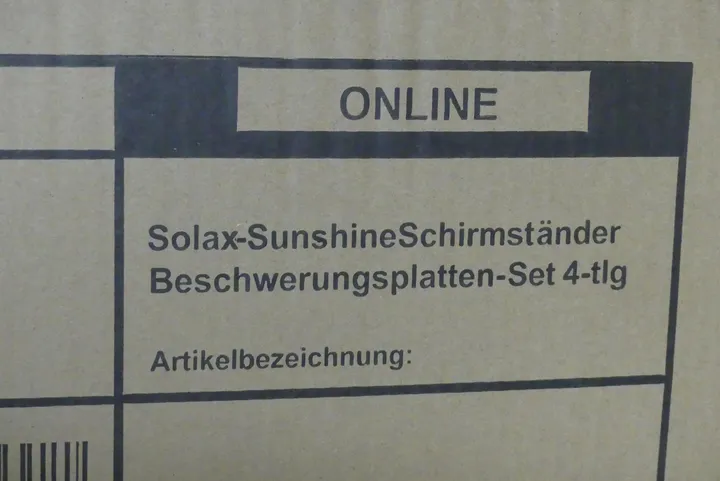 ONLINE
Solax-SunshineSchirmständer
Beschwerungsplatten-Set 4-tlg
Artikelbezeichnung: